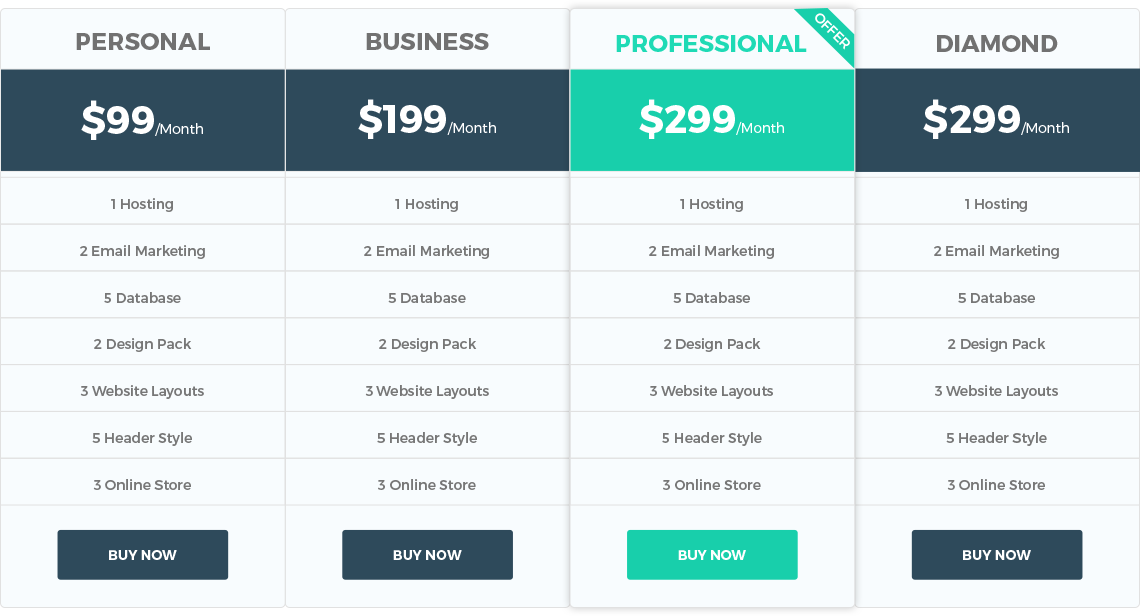 PERSONAL
$99/Month
1 Hosting
2 Email Marketing
5 Database
2 Design Pack
3 Website Layouts
5 Header Style
3 Online Store
BUY NOW
BUSINESS
$199/Month
1 Hosting
2 Email Marketing
5 Database
2 Design Pack
3 Website Layouts
5 Header Style
3 Online Store
BUY NOW
PROFESSIONAL
OFFER
$299/Month
1 Hosting
2 Email Marketing
5 Database
2 Design Pack
3 Website Layouts
5 Header Style
3 Online Store
BUY NOW
DIAMOND
$299/Month
1 Hosting
2 Email Marketing
5 Database
2 Design Pack
3 Website Layouts
5 Header Style
3 Online Store
BUY NOW